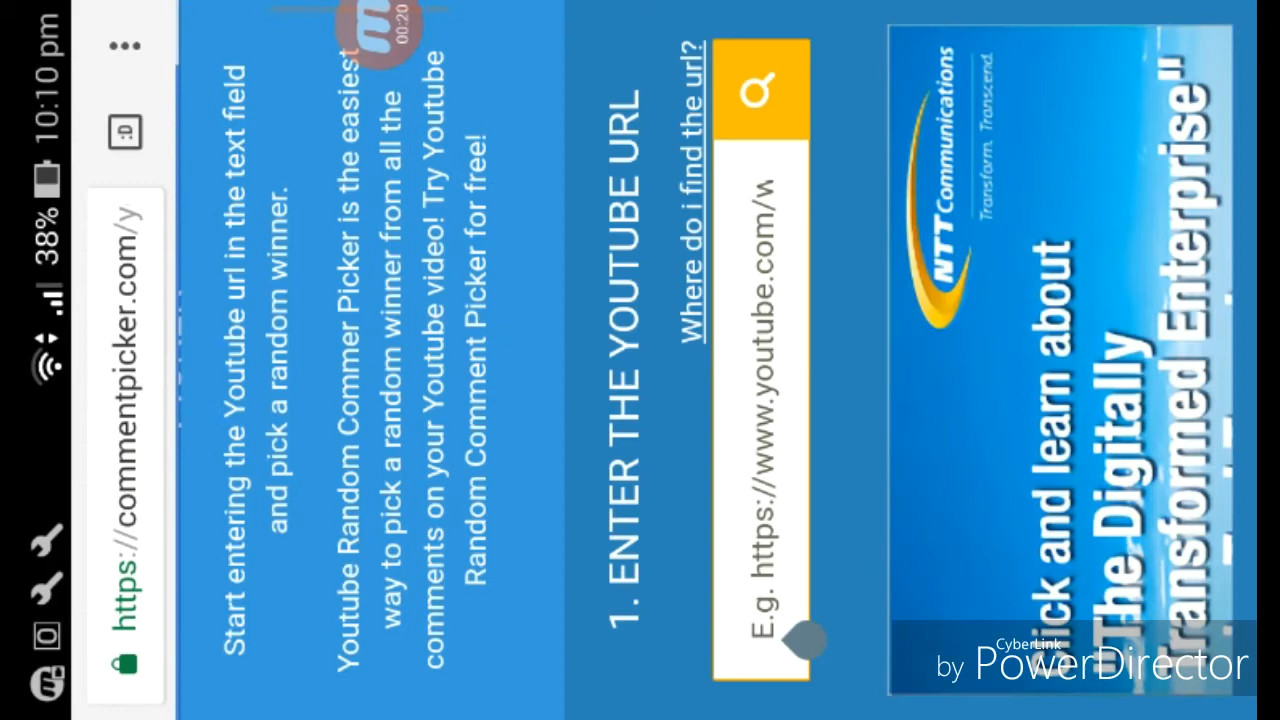 38% 10:10 pm
https://commentpicker.com/y
:D
00:20
Start entering the Youtube url in the text field
and pick a random winner.
Youtube Random Commer Picker is the easiest
way to pick a random winner from all the
comments on your Youtube video! Try Youtube
Random Comment Picker for free!
1. ENTER THE YOUTUBE URL
Where do i find the url?
E.g. https://www.youtube.com/w
NTT Communications
Transform. Transcend.
Click and learn about
"The Digitally
Transformed Enterprise"
by CyberLink PowerDirector